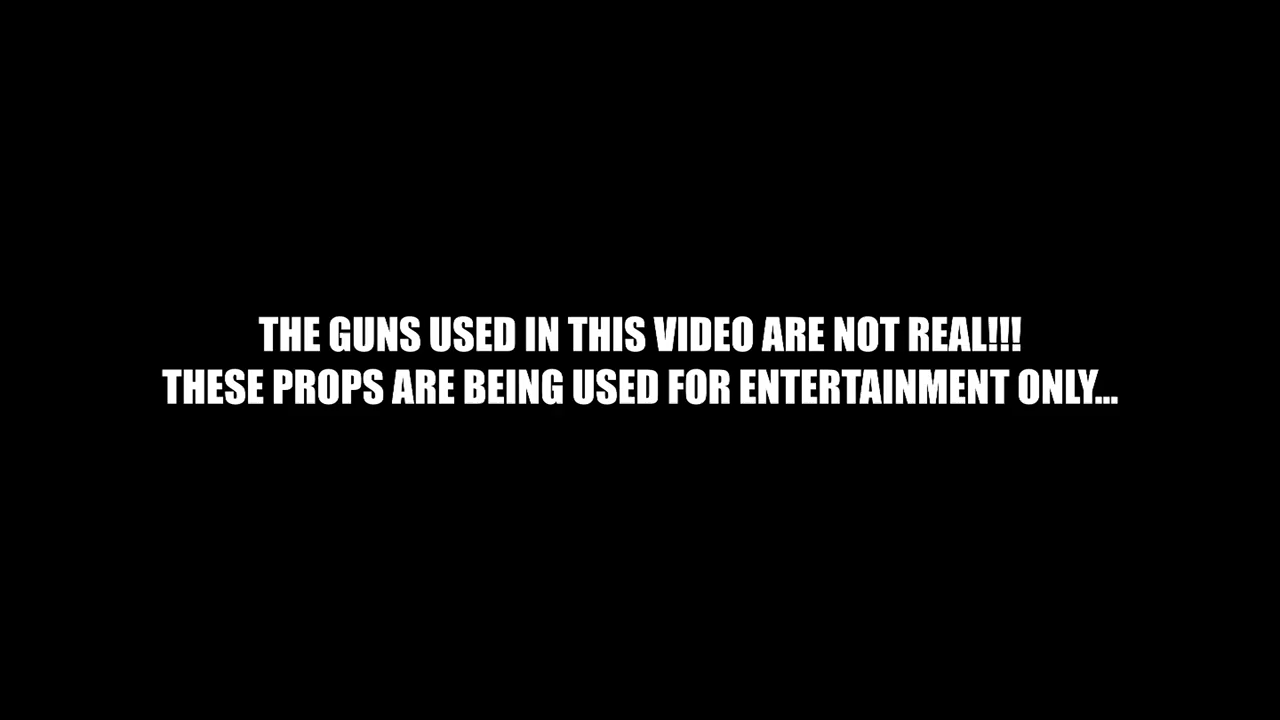 THE GUNS USED IN THIS VIDEO ARE NOT REAL!!!
THESE PROPS ARE BEING USED FOR ENTERTAINMENT ONLY...